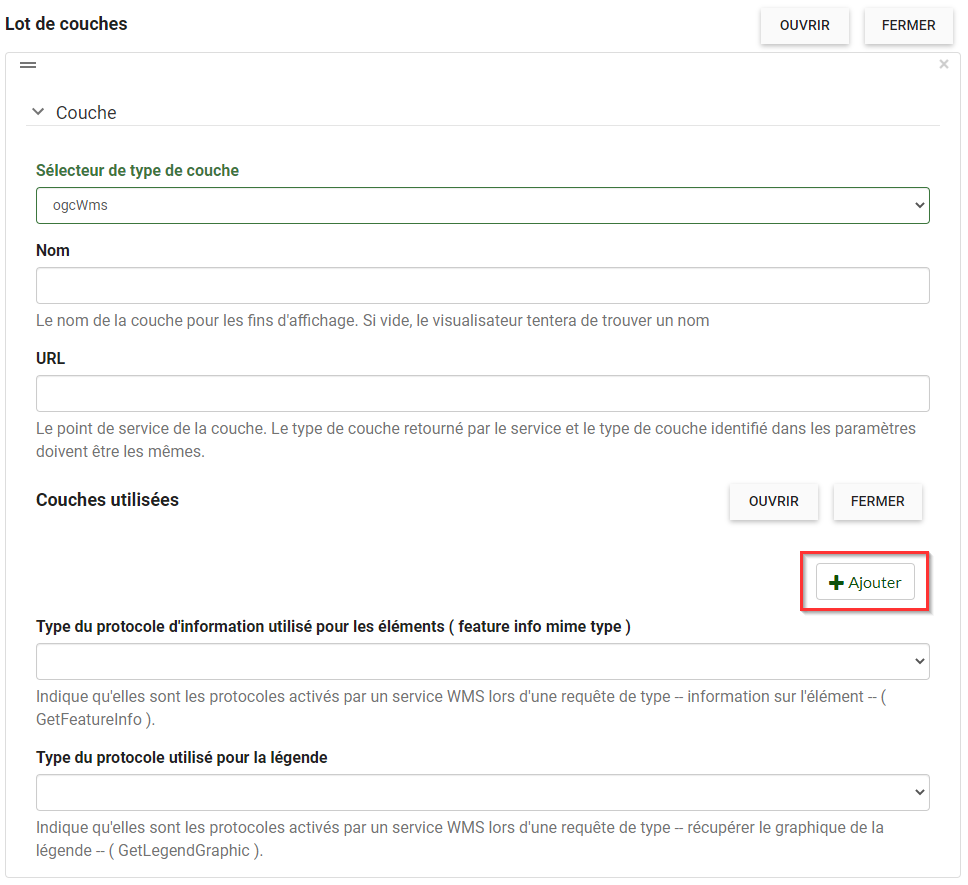 Lot de couches
OUVRIR
FERMER
×
Couche
Sélecteur de type de couche
ogcWms
Nom
Le nom de la couche pour les fins d'affichage. Si vide, le visualisateur tentera de trouver un nom
URL
Le point de service de la couche. Le type de couche retourné par le service et le type de couche identifié dans les paramètres
doivent être les mêmes.
Couches utilisées
OUVRIR
FERMER
Ajouter
Type du protocole d'information utilisé pour les éléments ( feature info mime type )
Indique qu'elles sont les protocoles activés par un service WMS lors d'une requête de type -- information sur l'élément -- (
GetFeatureInfo ).
Type du protocole utilisé pour la légende
Indique qu'elles sont les protocoles activés par un service WMS lors d'une requête de type -- récupérer le graphique de la
légende -- ( GetLegendGraphic ).